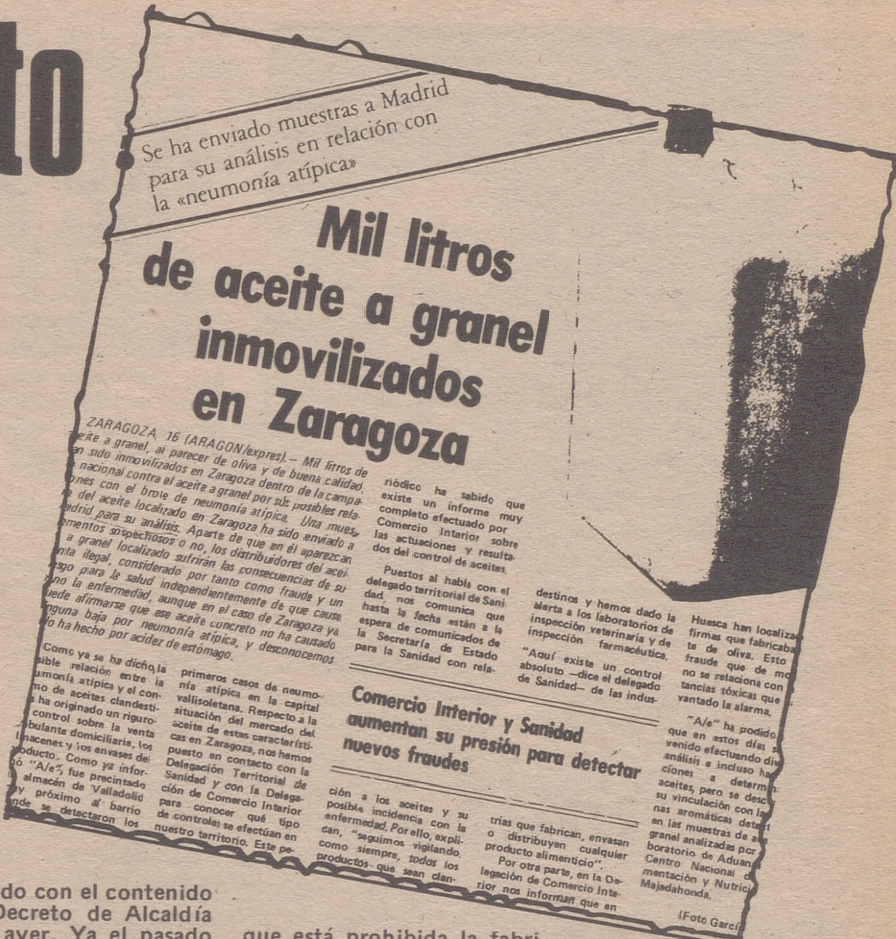 to
Se ha enviado muestras a Madrid
para su análisis en relación con
la «neumonía atípica»
Mil litros
de aceite a granel
inmovilizados
en Zaragoza
ZARAGOZA, 16 (ARAGON/expres).— Mil litros de
aceite a granel, al parecer de oliva y de buena calidad,
an sido inmovilizados en Zaragoza dentro de la campa-
nacional contra el aceite a granel por sus posibles rela-
ones con el brote de neumonía atípica. Una mues-
del aceite localizado en Zaragoza ha sido enviado a
adrid para su análisis. Aparte de que en él aparezcan
ementos sospechosos o no, los distribuidores del acei-
a granel localizado sufrirán las consecuencias de su
nta ilegal, considerado por tanto como fraude y un
sgo para la salud independientemente de que cause
no la enfermedad, aunque en el caso de Zaragoza ya
uede afirmarse que ese aceite concreto no ha causado
nguna baja por neumonía atípica, y desconocemos
lo ha hecho por acidez de estómago.
Como ya se ha dicho, la
sible relación entre la
umonía atípica y el con-
mo de aceites clandesti-
s ha originado un riguro-
control sobre la venta
bulante domiciliaria, los
macenes y los envases del
oducto. Como ya infor-
ó "A/e", fue precintado
almacén de Valladolid
y próximo al barrio
nde se detectaron los
primeros casos de neumo-
nía atípica en la capital
vallisoletana. Respecto a la
situación del mercado del
aceite de estas característi-
cas en Zaragoza, nos hemos
puesto en contacto con la
Delegación Territorial de
Sanidad y con la Delega-
ción de Comercio Interior
para conocer qué tipo
de controles se efectúan en
nuestro territorio. Este pe-
riódico ha sabido que
existe un informe muy
completo efectuado por
Comercio Interior sobre
las actuaciones y resulta-
dos del control de aceites.
Puestos al habla con el
delegado territorial de Sani-
dad, nos comunica que
hasta la fecha están a la
espera de comunicados de
la Secretaría de Estado
para la Sanidad con rela-
Comercio Interior y Sanidad
aumentan su presión para detectar
nuevos fraudes
ción a los aceites y su
posible incidencia con la
enfermedad. Por ello, expli-
can, "seguimos vigilando,
como siempre, todos los
productos que sean clan-
destinos y hemos dado la
alerta a los laboratorios de
inspección veterinaria y de
inspección farmacéutica.
"Aquí existe un control
absoluto —dice el delegado
de Sanidad— de las indus-
trías que fabrican, envasan
o distribuyen cualquier
producto alimenticio".
Por otra parte, en la De-
legación de Comercio Inte-
rior nos informan que en
Huesca han localiza
firmas que fabricaba
te de oliva. Esto
fraude que de mo
no se relaciona con
tancias tóxicas que
vantado la alarma.
"A/e" ha podido
que en estos días
venido efectuando
análisis e incluso
ciones a determ
aceites, pero se desc
su vinculación con la
nas aromáticas detec
en las muestras de
granel analizadas por
boratorio de Aduan
Centro Nacional
mentación y Nutric
Majadahonda.
(Foto Garcí
do con el contenido
Decreto de Alcaldía
ayer. Ya el pasado
que está prohibida la fabri